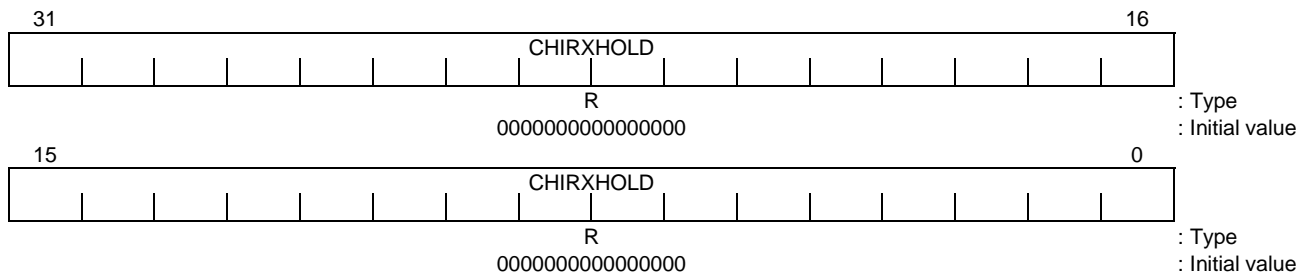 31 16
CHIRXHOLD
R : Type
0000000000000000 : Initial value
15 0
CHIRXHOLD
R : Type
0000000000000000 : Initial value